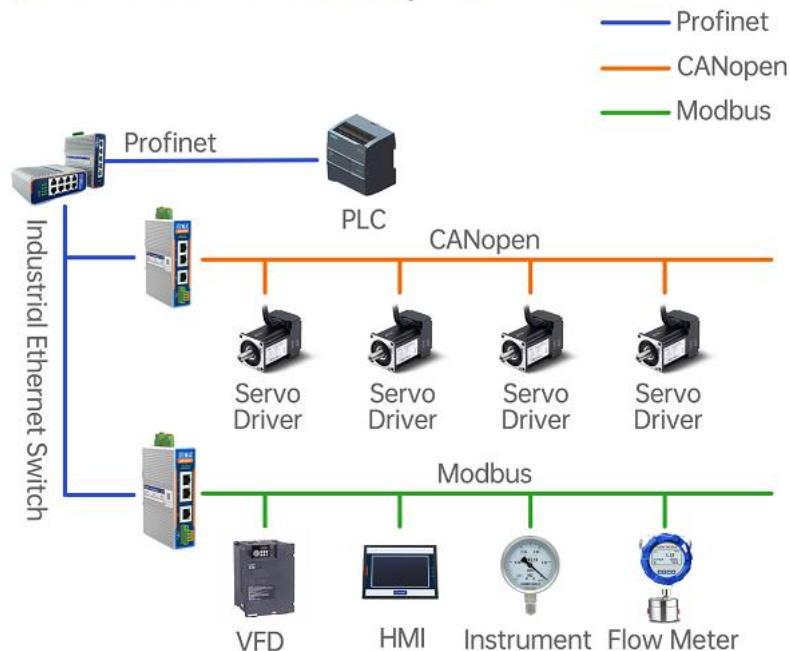 Profinet
CANopen
Modbus
Profinet
PLC
Industrial Ethernet Switch
CANopen
Servo Driver
Servo Driver
Servo Driver
Servo Driver
Modbus
VFD
HMI
Instrument
Flow Meter